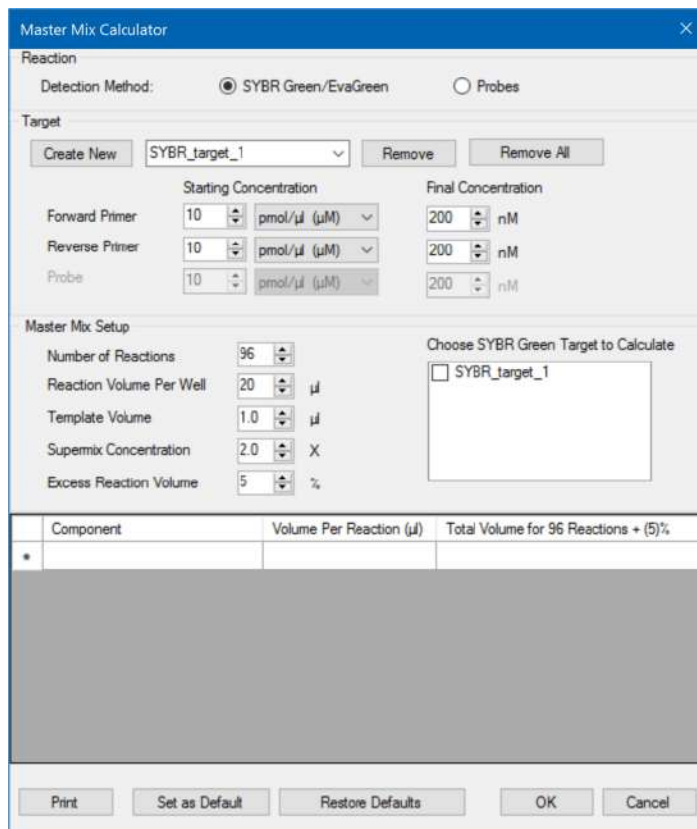 Master Mix Calculator
Reaction
Detection Method: SYBR Green/EvaGreen Probes
Target
Create New SYBR_target_1 Remove Remove All
Starting Concentration Final Concentration
Forward Primer 10 pmol/µl (µM) 200 nM
Reverse Primer 10 pmol/µl (µM) 200 nM
Probe 10 pmol/µl (µM) 200 nM
Master Mix Setup
Choose SYBR Green Target to Calculate
Number of Reactions 96
SYBR_target_1
Reaction Volume Per Well 20 µl
Template Volume 1.0 µl
Supermix Concentration 2.0 X
Excess Reaction Volume 5 %
Component Volume Per Reaction (µl) Total Volume for 96 Reactions + (5)%
*
Print Set as Default Restore Defaults OK Cancel